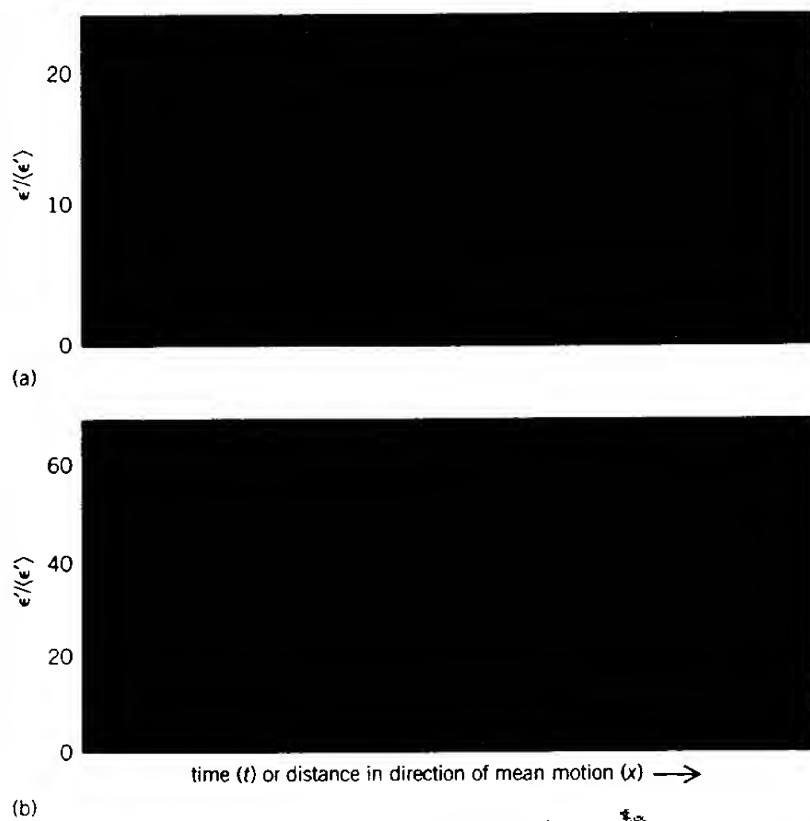 20
ϵ'/⟨ϵ'⟩
10
0
(a)
60
40
ϵ'/⟨ϵ'⟩
20
0
time (t) or distance in direction of mean motion (x) ⟶
(b)